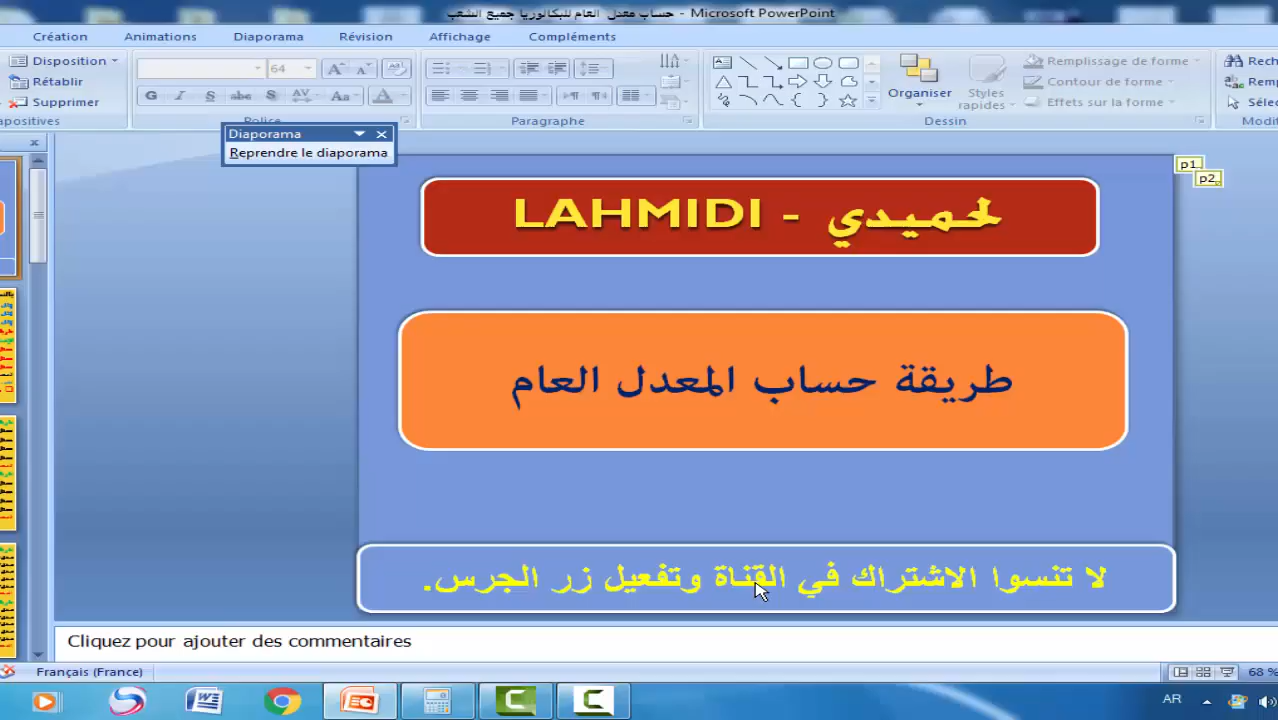 حساب معدل العام للبكالوريا جميع الشعب - Microsoft PowerPoint
Création Animations Diaporama Révision Affichage Compléments
Disposition
Rétablir
Supprimer
64
Organiser
Styles rapides
Remplissage de forme
Contour de forme
Effets sur la forme
Police
Paragraphe
Dessin
Diaporama
Reprendre le diaporama
p1
p2
لحميدي - LAHMIDI
طريقة حساب المعدل العام
لا تنسوا الاشتراك في القناة وتفعيل زر الجرس.
Cliquez pour ajouter des commentaires
Français (France)
68 %
AR